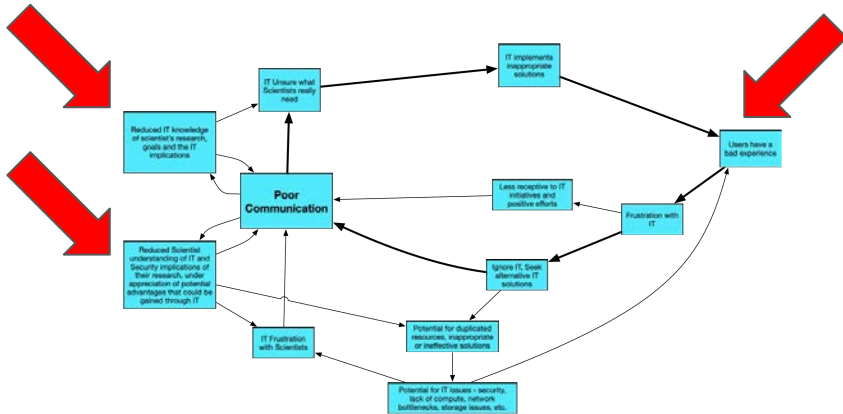 IT implements
inappropriate
solutions
IT Unsure what
Scientists really
need
Reduced IT knowledge
of scientist's research,
goals and the IT
implications
Users have a
bad experience
Poor
Communication
Less receptive to IT
initiatives and
positive efforts
Frustration with
IT
Reduced Scientist
understanding of IT and
Security implications of
their research, under
appreciation of potential
advantages that could be
gained through IT
Ignore IT, Seek
alternative IT
solutions
IT Frustration
with Scientists
Potential for duplicated
resources, inappropriate
or ineffective solutions
Potential for IT issues - security,
lack of compute, network
bottlenecks, storage issues, etc.